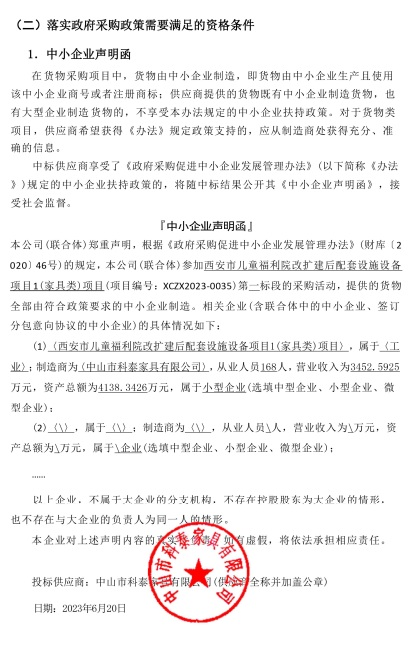 （二）落实政府采购政策需要满足的资格条件
1．中小企业声明函
在货物采购项目中，货物由中小企业制造，即货物由中小企业生产且使用
该中小企业商号或者注册商标；供应商提供的货物既有中小企业制造货物，也
有大型企业制造货物的，不享受本办法规定的中小企业扶持政策。对于货物类
项目，供应商希望获得《办法》规定政策支持的，应从制造商处获得充分、准
确的信息。
中标供应商享受了《政府采购促进中小企业发展管理办法》(以下简称《办法
》)规定的中小企业扶持政策的，将随中标结果公开其《中小企业声明函》，接
受社会监督。
『中小企业声明函』
本公司(联合体)郑重声明，根据《政府采购促进中小企业发展管理办法》(财库〔2
020〕46号)的规定，本公司(联合体)参加西安市儿童福利院改扩建后配套设施设备
项目1(家具类)项目(项目编号：XCZX2023-0035)第一标段的采购活动，提供的货物
全部由符合政策要求的中小企业制造。相关企业(含联合体中的中小企业、签订
分包意向协议的中小企业)的具体情况如下：
(1)〈西安市儿童福利院改扩建后配套设施设备项目1(家具类)项目〉，属于〈工
业〉；制造商为〈中山市科泰家具有限公司〉，从业人员168人，营业收入为3452.5925
万元，资产总额为4138.3426万元，属于小型企业(选填中型企业、小型企业、微
型企业)；
(2)〈\〉，属于〈\〉；制造商为〈\〉，从业人员\人，营业收入为\万元，资
产总额为\万元，属于\企业(选填中型企业、小型企业、微型企业)；
……
以上企业，不属于大企业的分支机构，不存在控股股东为大企业的情形，
也不存在与大企业的负责人为同一人的情形。
本企业对上述声明内容的真实性负责。如有虚假，将依法承担相应责任。
投标供应商：中山市科泰家具有限公司(供应商全称并加盖公章)
日期：2023年6月20日
中山市科泰家具有限公司